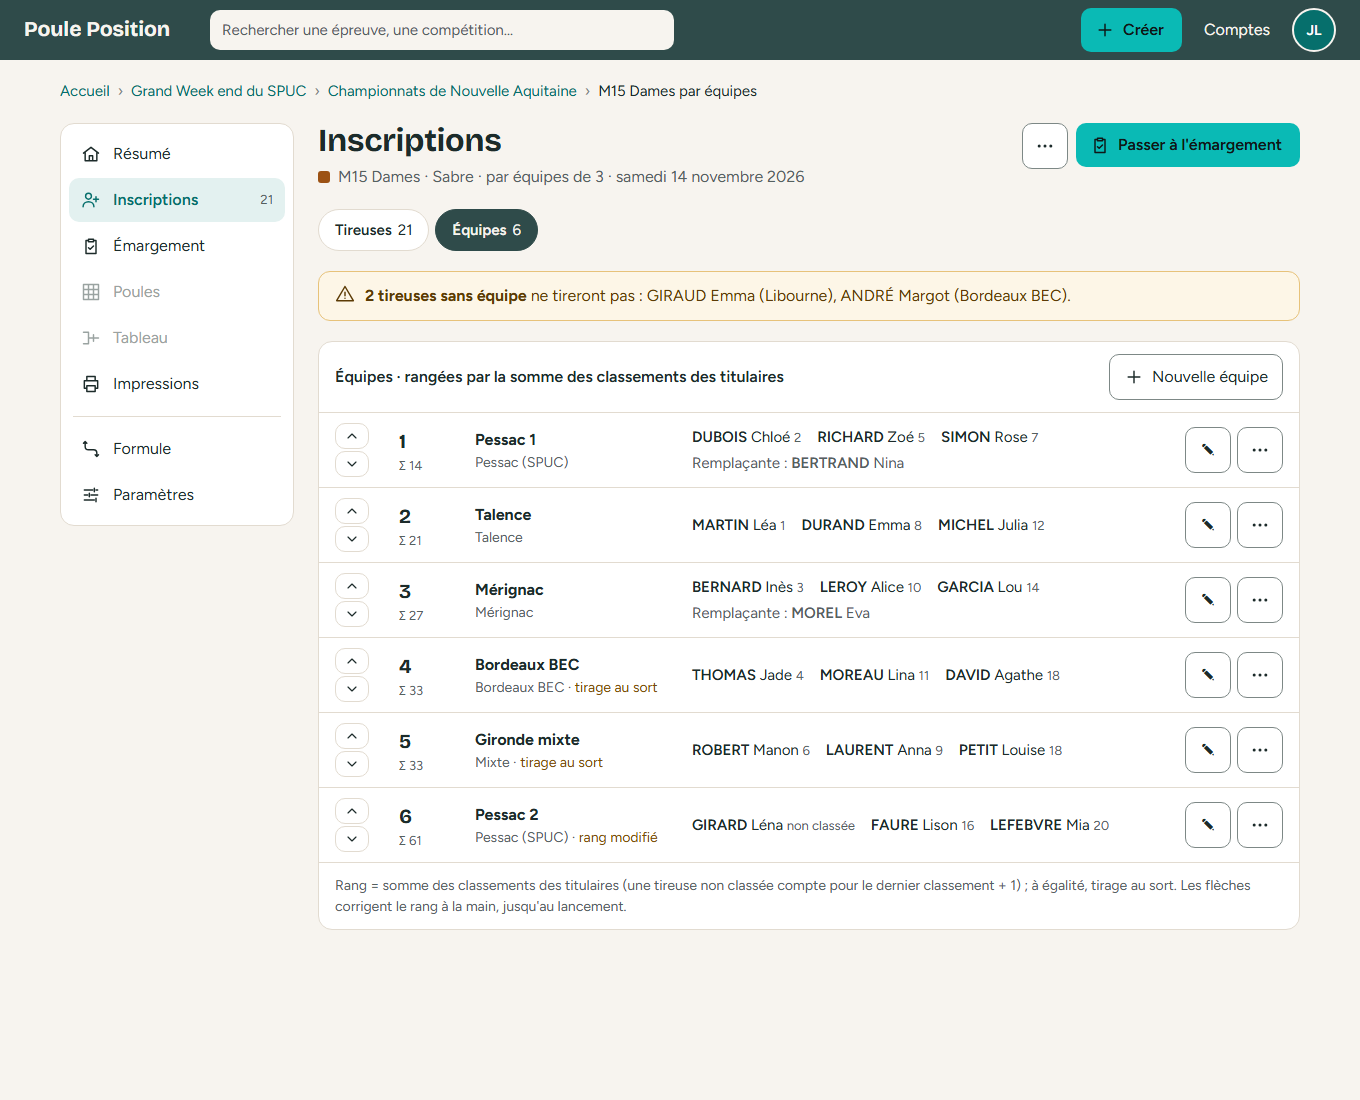 Poule Position
Rechercher une épreuve, une compétition...
Créer
Comptes
JL
Accueil › Grand Week end du SPUC › Championnats de Nouvelle Aquitaine › M15 Dames par équipes
Résumé
Inscriptions 21
Émargement
Poules
Tableau
Impressions
Formule
Paramètres
Inscriptions
M15 Dames · Sabre · par équipes de 3 · samedi 14 novembre 2026
Passer à l'émargement
Tireuses 21
Équipes 6
2 tireuses sans équipe ne tireront pas : GIRAUD Emma (Libourne), ANDRÉ Margot (Bordeaux BEC).
Équipes · rangées par la somme des classements des titulaires
Nouvelle équipe
1
Σ 14
Pessac 1
Pessac (SPUC)
DUBOIS Chloé 2 RICHARD Zoé 5 SIMON Rose 7
Remplaçante : BERTRAND Nina
2
Σ 21
Talence
Talence
MARTIN Léa 1 DURAND Emma 8 MICHEL Julia 12
3
Σ 27
Mérignac
Mérignac
BERNARD Inès 3 LEROY Alice 10 GARCIA Lou 14
Remplaçante : MOREL Eva
4
Σ 33
Bordeaux BEC
Bordeaux BEC · tirage au sort
THOMAS Jade 4 MOREAU Lina 11 DAVID Agathe 18
5
Σ 33
Gironde mixte
Mixte · tirage au sort
ROBERT Manon 6 LAURENT Anna 9 PETIT Louise 18
6
Σ 61
Pessac 2
Pessac (SPUC) · rang modifié
GIRARD Léna non classée FAURE Lison 16 LEFEBVRE Mia 20
Rang = somme des classements des titulaires (une tireuse non classée compte pour le dernier classement + 1) ; à égalité, tirage au sort. Les flèches
corrigent le rang à la main, jusqu'au lancement.